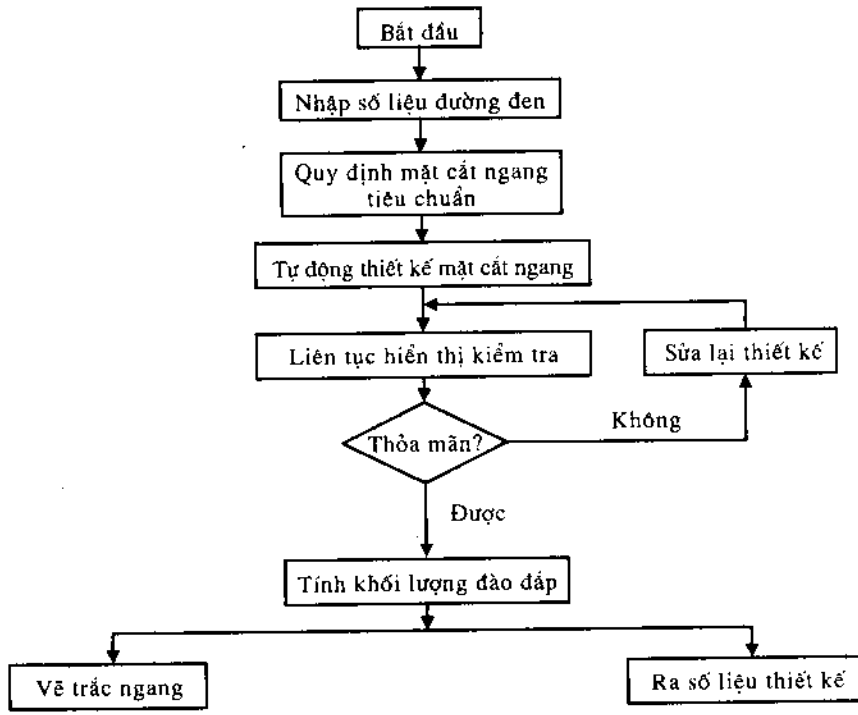 Bắt đầu
Nhập số liệu đường đen
Quy định mặt cắt ngang
tiêu chuẩn
Tự động thiết kế mặt cắt ngang
Liên tục hiển thị kiểm tra
Sửa lại thiết kế
Thỏa mãn?
Không
Được
Tính khối lượng đào đắp
Vẽ trắc ngang
Ra số liệu thiết kế